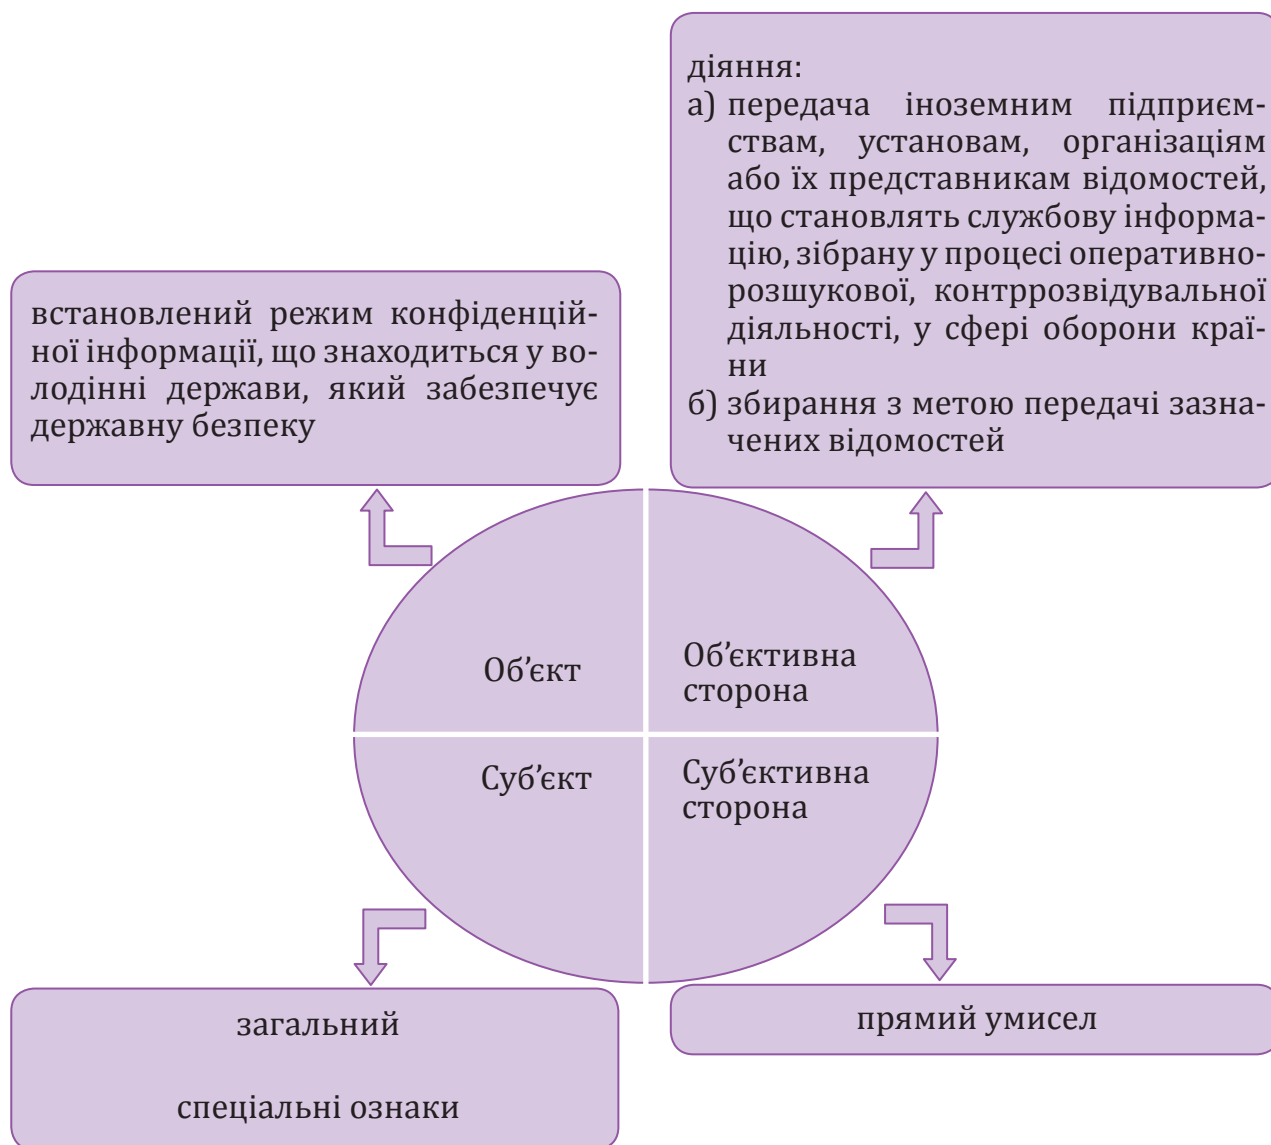 діяння:
а) передача іноземним підприєм-
ствам, установам, організаціям
або їх представникам відомостей,
що становлять службову інформа-
цію, зібрану у процесі оперативно-
розшукової, контррозвідувальної
діяльності, у сфері оборони краї-
ни
б) збирання з метою передачі зазна-
чених відомостей
встановлений режим конфіденцій-
ної інформації, що знаходиться у во-
лодінні держави, який забезпечує
державну безпеку
Об’єкт
Об’єктивна
сторона
Суб’єкт
Суб’єктивна
сторона
загальний
спеціальні ознаки
прямий умисел